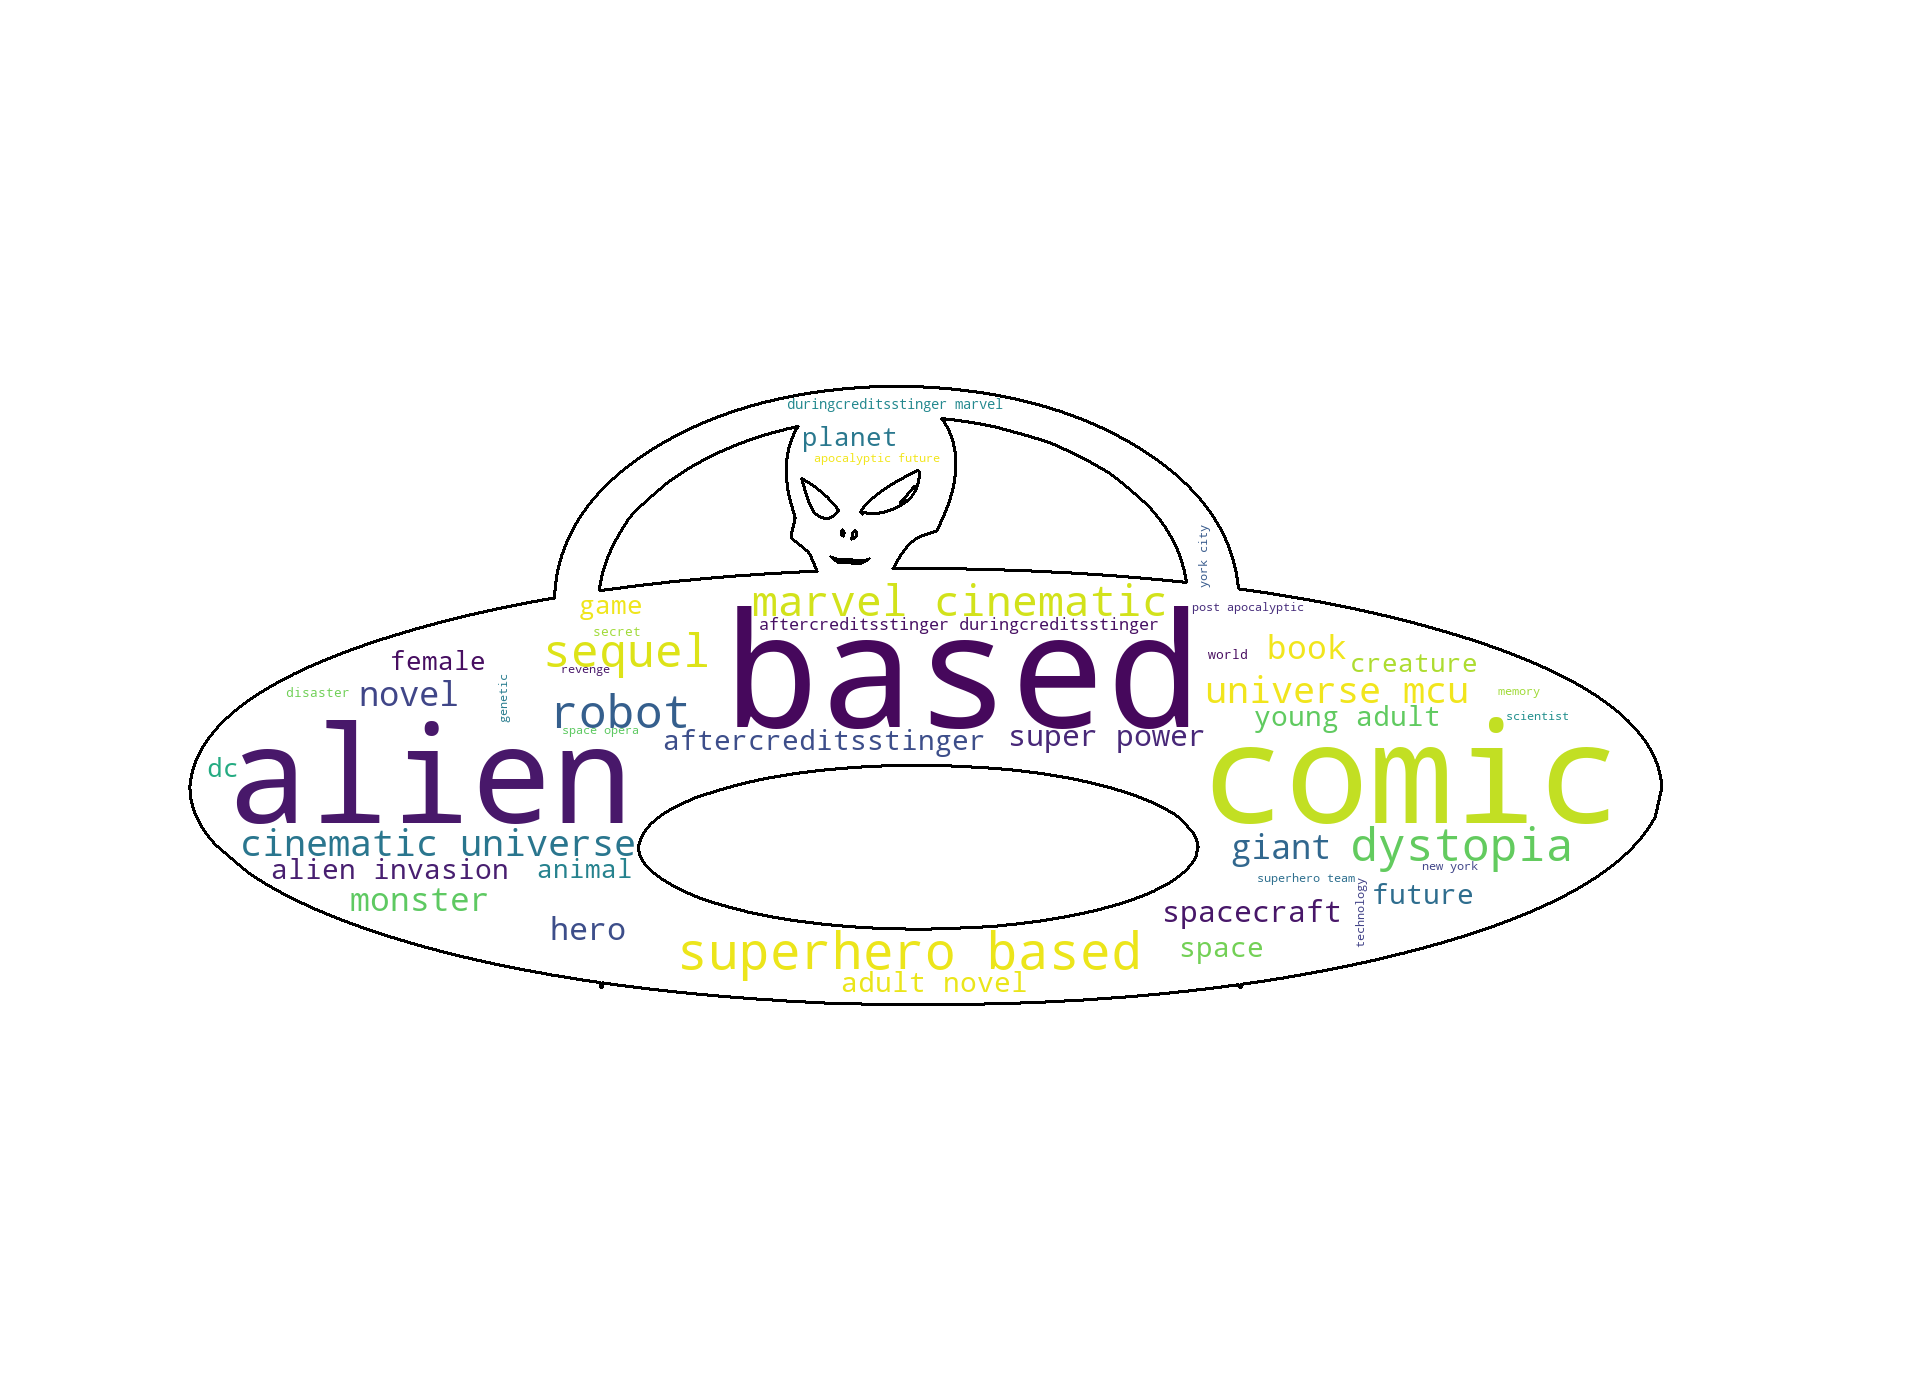 duringcreditsstinger marvel
planet
apocalyptic future
york city
marvel cinematic
game
post apocalyptic
aftercreditsstinger duringcreditsstinger
secret
sequel
based
book
world
female
creature
revenge
disaster
novel
genetic
universe mcu
memory
robot
young adult
scientist
space opera
aftercreditsstinger
super power
dc
alien
comic
cinematic universe
giant
dystopia
alien invasion
animal
new york
superhero team
monster
technology
future
spacecraft
hero
superhero based
space
adult novel